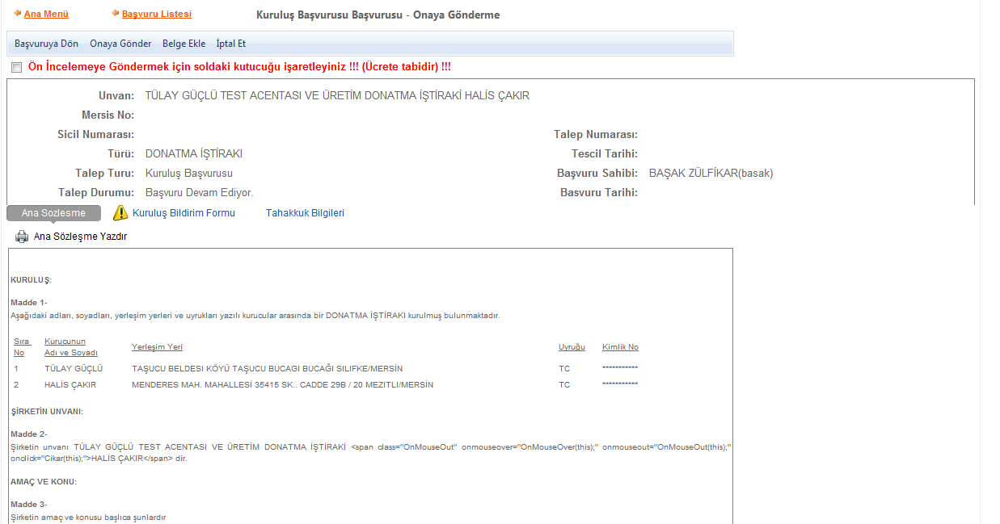 Ana Menü Başvuru Listesi Kuruluş Başvurusu Başvurusu - Onaya Gönderme
Başvuruya Dön Onaya Gönder Belge Ekle İptal Et
Ön İncelemeye Göndermek için soldaki kutucuğu işaretleyiniz !!! (Ücrete tabidir) !!!
Unvan: TÜLAY GÜÇLÜ TEST ACENTASI VE ÜRETİM DONATMA İŞTİRAKİ HALİS ÇAKIR
Mersis No:
Sicil Numarası: Talep Numarası:
Türü: DONATMA İŞTİRAKI Tescil Tarihi:
Talep Turu: Kuruluş Başvurusu Başvuru Sahibi: BAŞAK ZÜLFİKAR(basak)
Talep Durumu: Başvuru Devam Ediyor. Basvuru Tarihi:
Ana Sozlesme Kuruluş Bildirim Formu Tahakkuk Bilgileri
Ana Sözleşme Yazdır
KURULUŞ:
Madde 1-
Aşağıdaki adları, soyadları, yerleşim yerleri ve uyrukları yazılı kurucular arasında bir DONATMA İŞTİRAKI kurulmuş bulunmaktadır.
Sıra No Kurucunun Adı ve Soyadı Yerleşim Yeri Uyruğu Kimlik No
1 TÜLAY GÜÇLÜ TAŞUCU BELDESI KÖYÜ TAŞUCU BUCAGI BUCAĞI SILIFKE/MERSİN TC ***********
2 HALİS ÇAKIR MENDERES MAH. MAHALLESİ 35415 SK.. CADDE 29B / 20 MEZITLI/MERSİN TC ***********
ŞİRKETİN UNVANI:
Madde 2-
Şirketin unvanı TÜLAY GÜÇLÜ TEST ACENTASI VE ÜRETİM DONATMA İŞTİRAKİ <span class="OnMouseOut" onmouseover="OnMouseOver(this);" onmouseout="OnMouseOut(this);"
onclick="Cikar(this);">HALİS ÇAKIR</span> dir.
AMAÇ VE KONU:
Madde 3-
Şirketin amaç ve konusu başlıca şunlardır